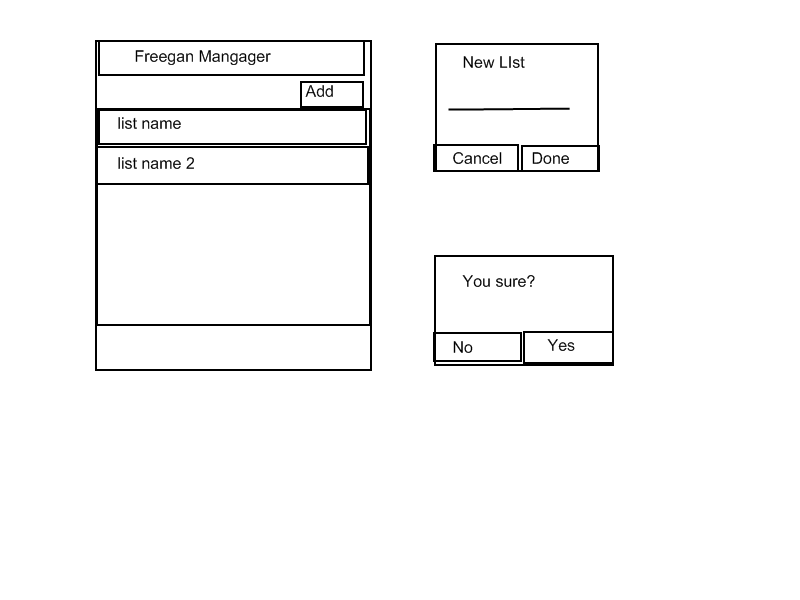 Freegan Mangager
Add
list name
list name 2
New LIst
Cancel
Done
You sure?
No
Yes